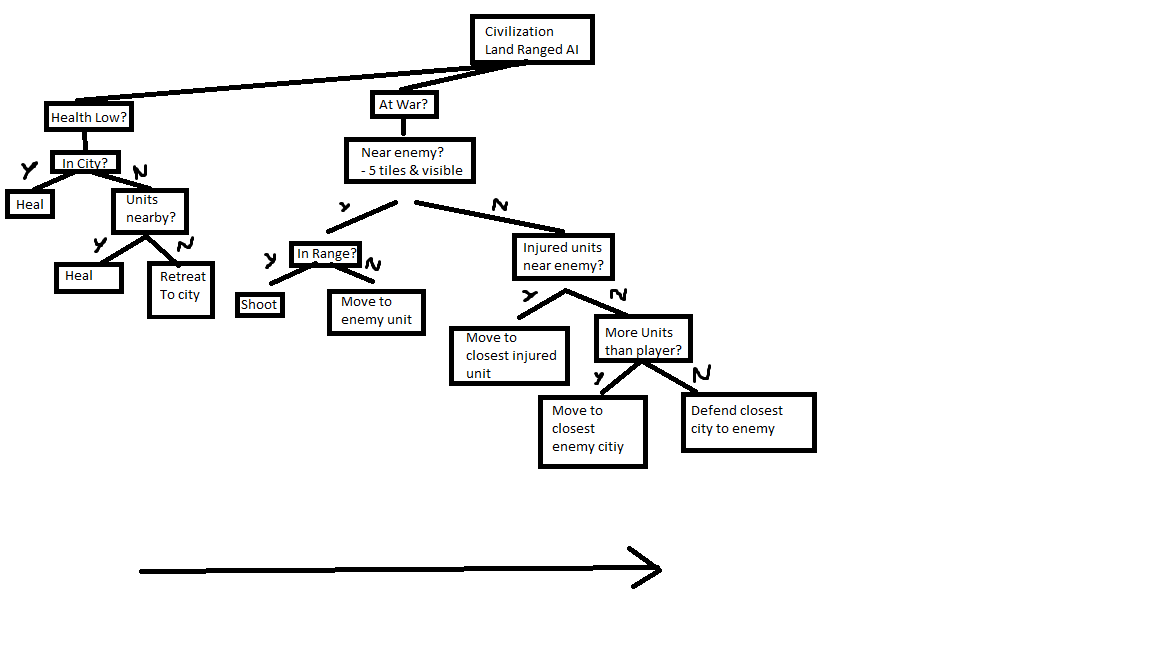 Civilization
Land Ranged AI
Health Low?
At War?
In City?
Near enemy?
- 5 tiles & visible
Y
N
Heal
Units
nearby?
Y
N
Y
N
Heal
Retreat
To city
In Range?
Y
N
Shoot
Move to
enemy unit
Injured units
near enemy?
Y
N
Move to
closest injured
unit
More Units
than player?
Y
N
Move to
closest
enemy citiy
Defend closest
city to enemy